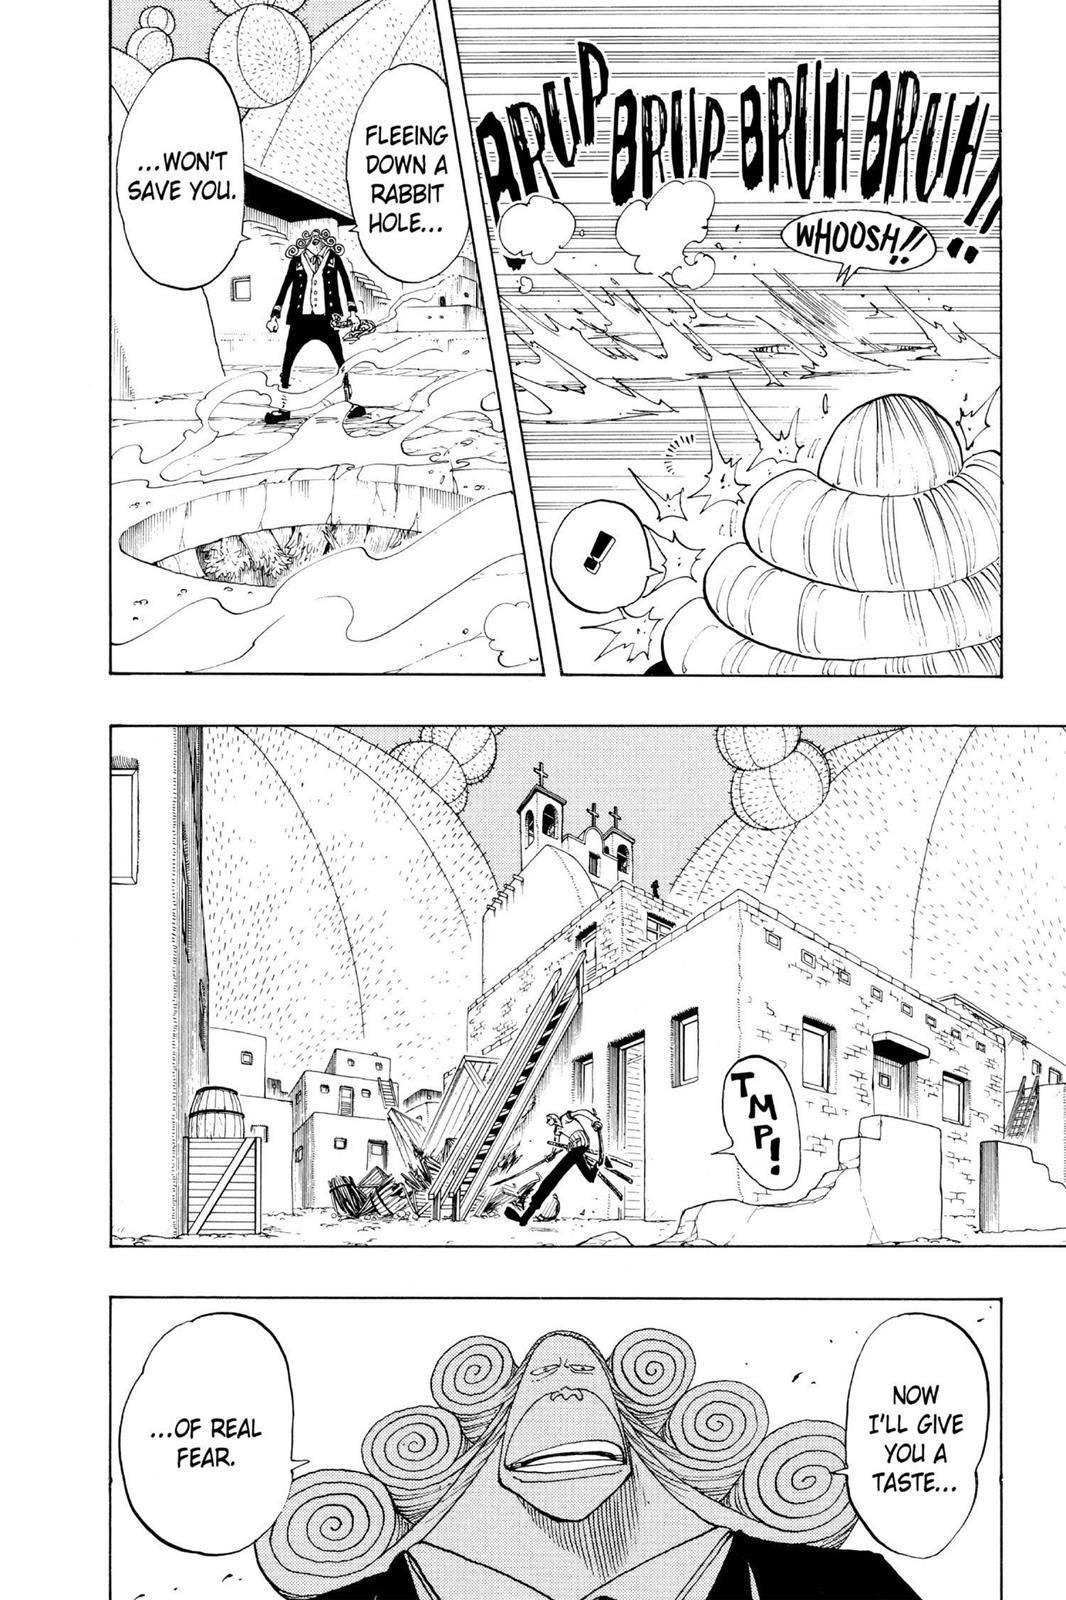 BRUP BRUP BRUH BRUH!!
WHOOSH!!
!!
FLEEING
DOWN A
RABBIT
HOLE...
...WON'T
SAVE YOU.
TMP!
NOW
I'LL GIVE
YOU A
TASTE...
...OF REAL
FEAR.